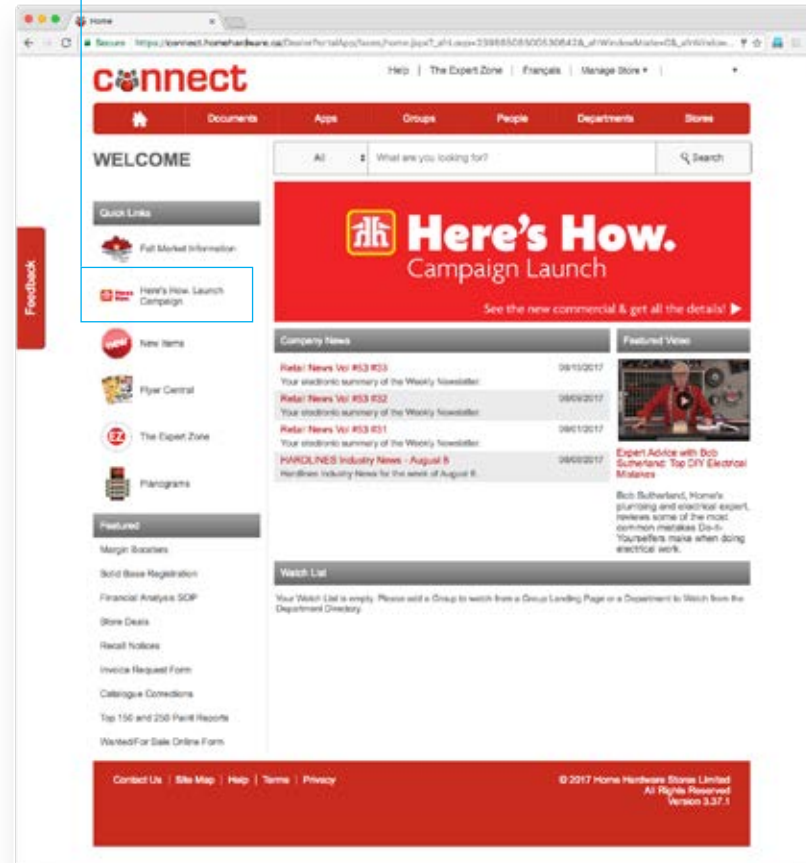 Home
Secure
connect
Help | The Expert Zone | Français | Manage Store
Documents Apps Groups People Departments Stores
WELCOME
All What are you looking for? Search
Quick Links
Fall Market Information
Here's How. Launch
Campaign
New Items
Flyer Central
EZ The Expert Zone
Planograms
Feedback
Here's How.
Campaign Launch
See the new commercial & get all the details!
Company News
Retail News Vol #53 #33
Your electronic summary of the Weekly Newsletter.
Retail News Vol #53 #32
Your electronic summary of the Weekly Newsletter.
Retail News Vol #53 #31
Your electronic summary of the Weekly Newsletter.
HARDLINES Industry News - August 8
Hardlines Industry News for the week of August 8.
Featured Video
Expert Advice with Bob
Sutherland: Top DIY Electrical
Mistakes
Bob Sutherland, Home's
plumbing and electrical expert,
reviews some of the most
common mistakes Do-It-
Yourselfers make when doing
electrical work.
Featured
Margin Boosters
Solid Base Registration
Financial Analysis
Store Deals
Recall Notices
Invoice Request Form
Catalogue Corrections
Top 150 and 250 Paint Reports
Wanted/For Sale Online Form
Watch List
Your Watch List is empty. Please add a Group to watch from a Group Landing Page or a Department to Watch from the
Department Directory.
Contact Us | Site Map | Help | Terms | Privacy
© 2017 Home Hardware Stores Limited
All Rights Reserved
Version 3.37.1